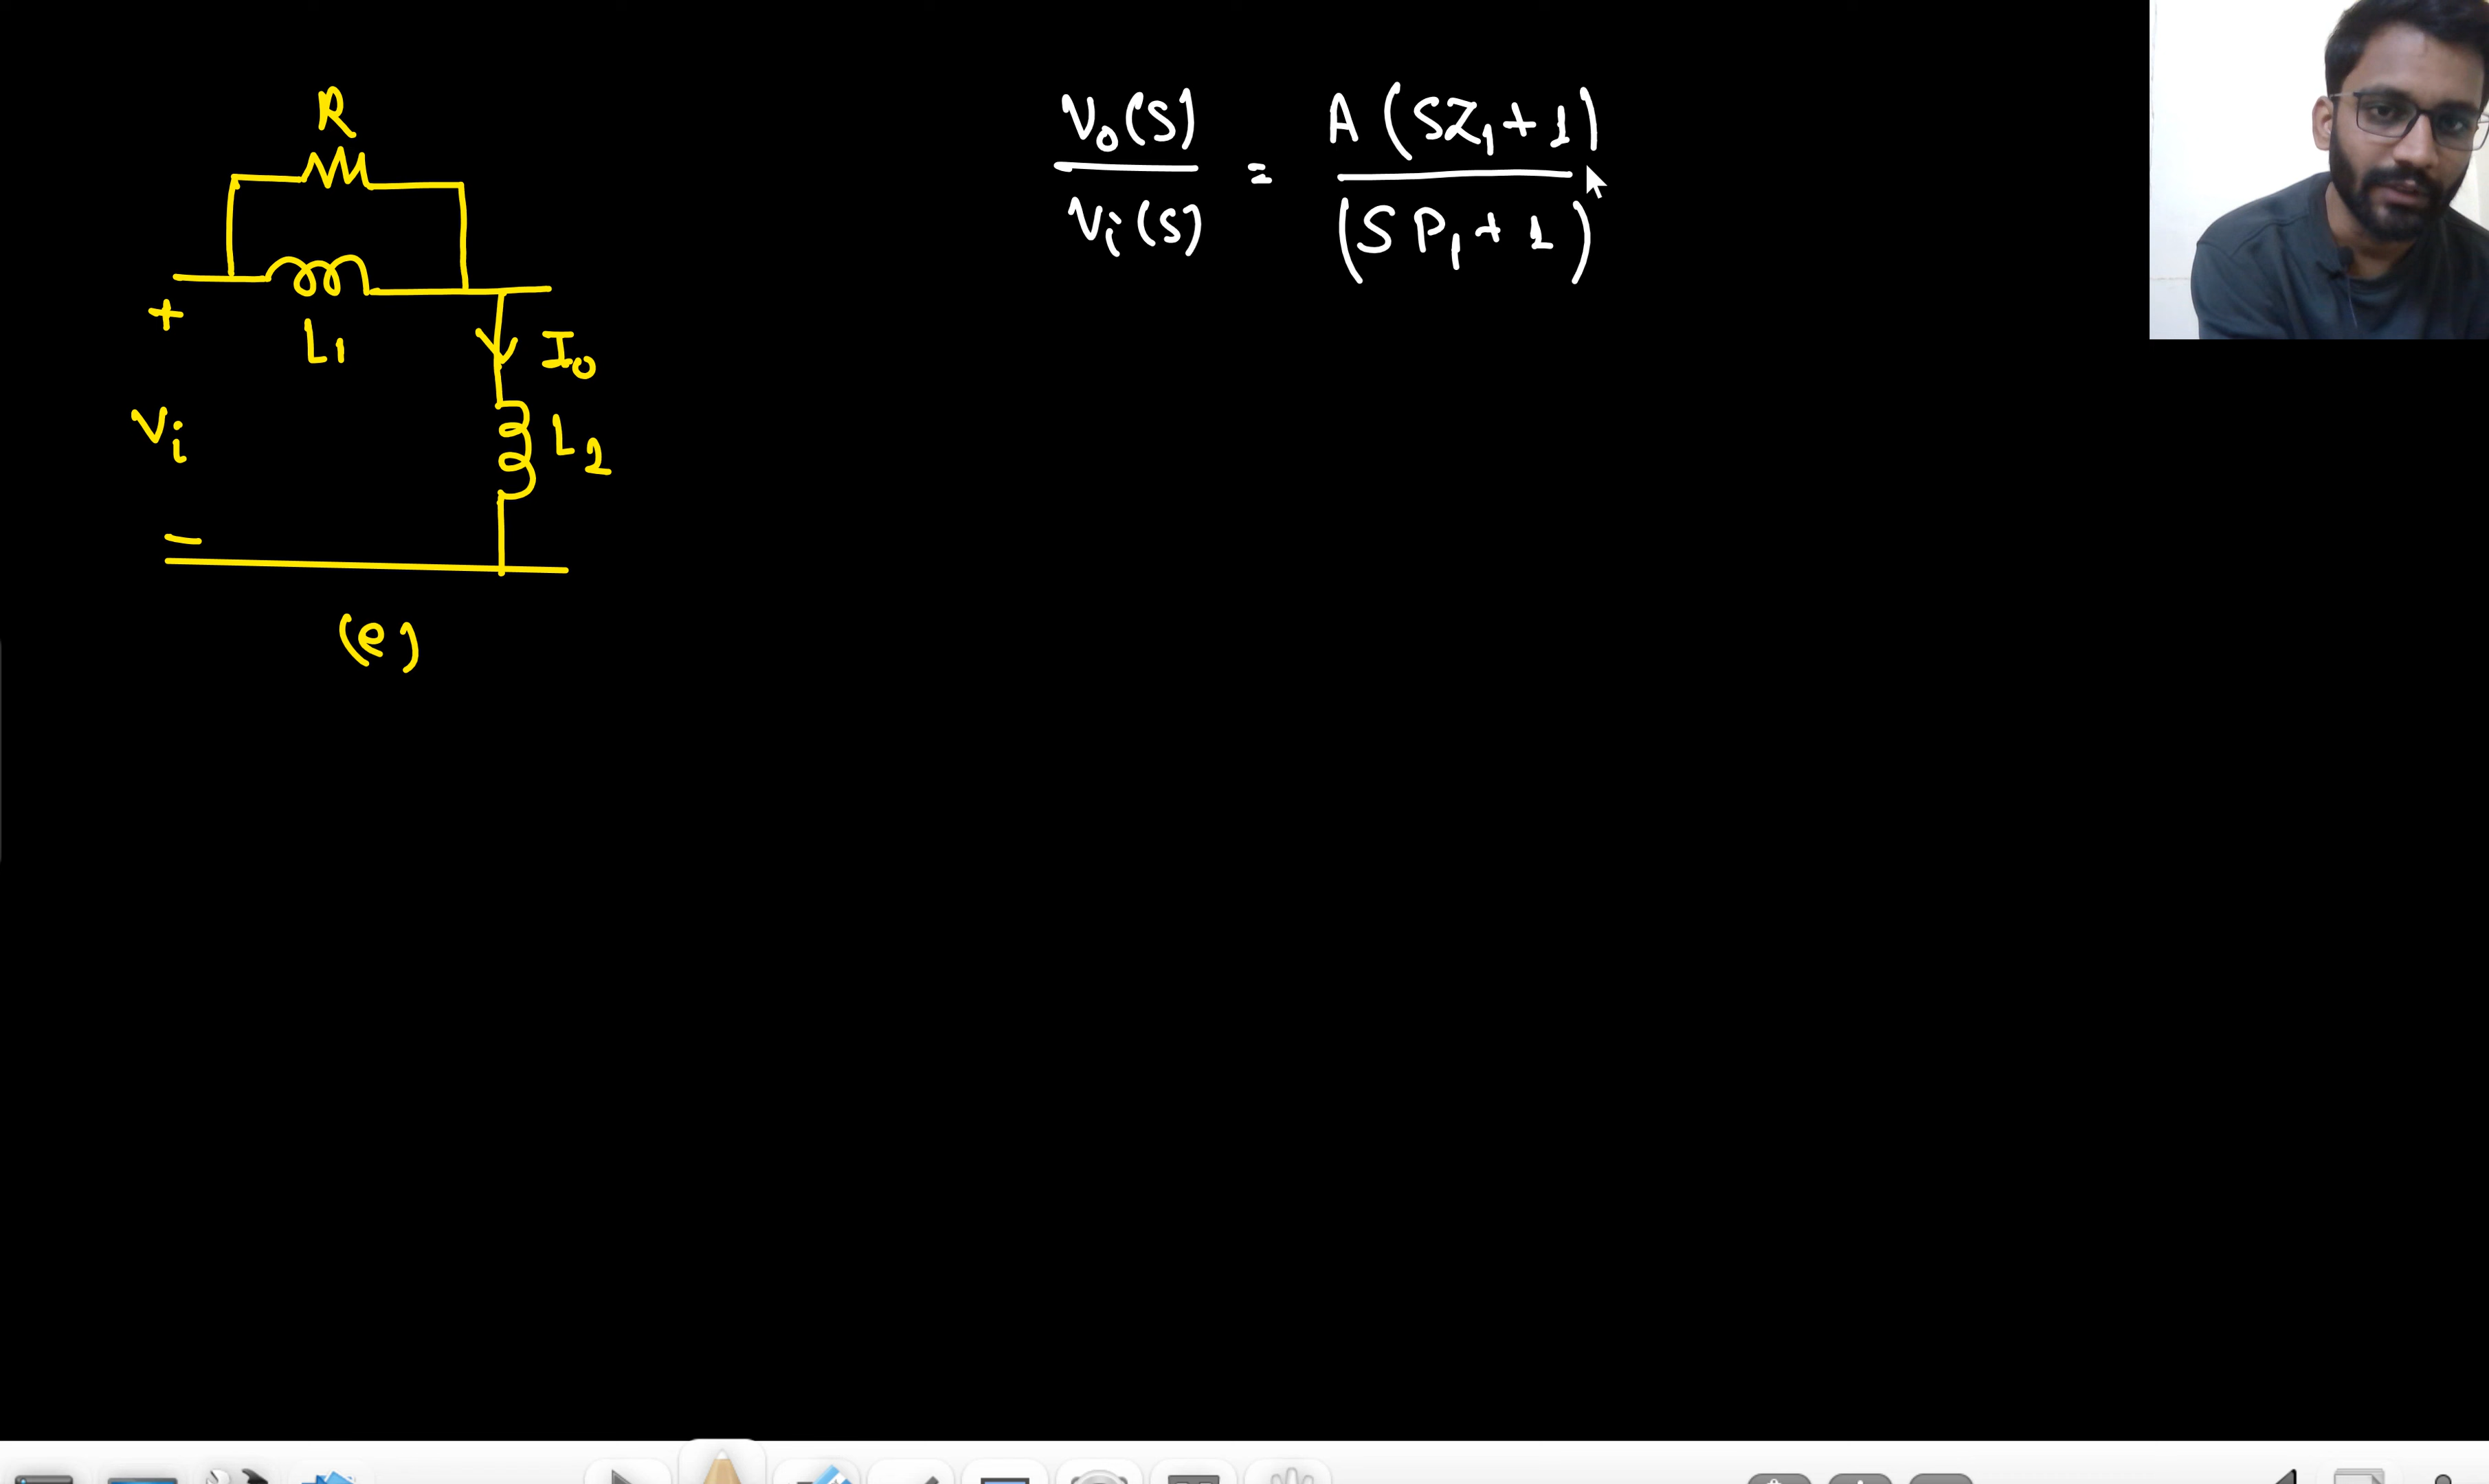 R
L1
+
Vi
-
I0
L2
(e)
V0(S) / Vi(S) = A(SZ1+1) / (SP1+1)